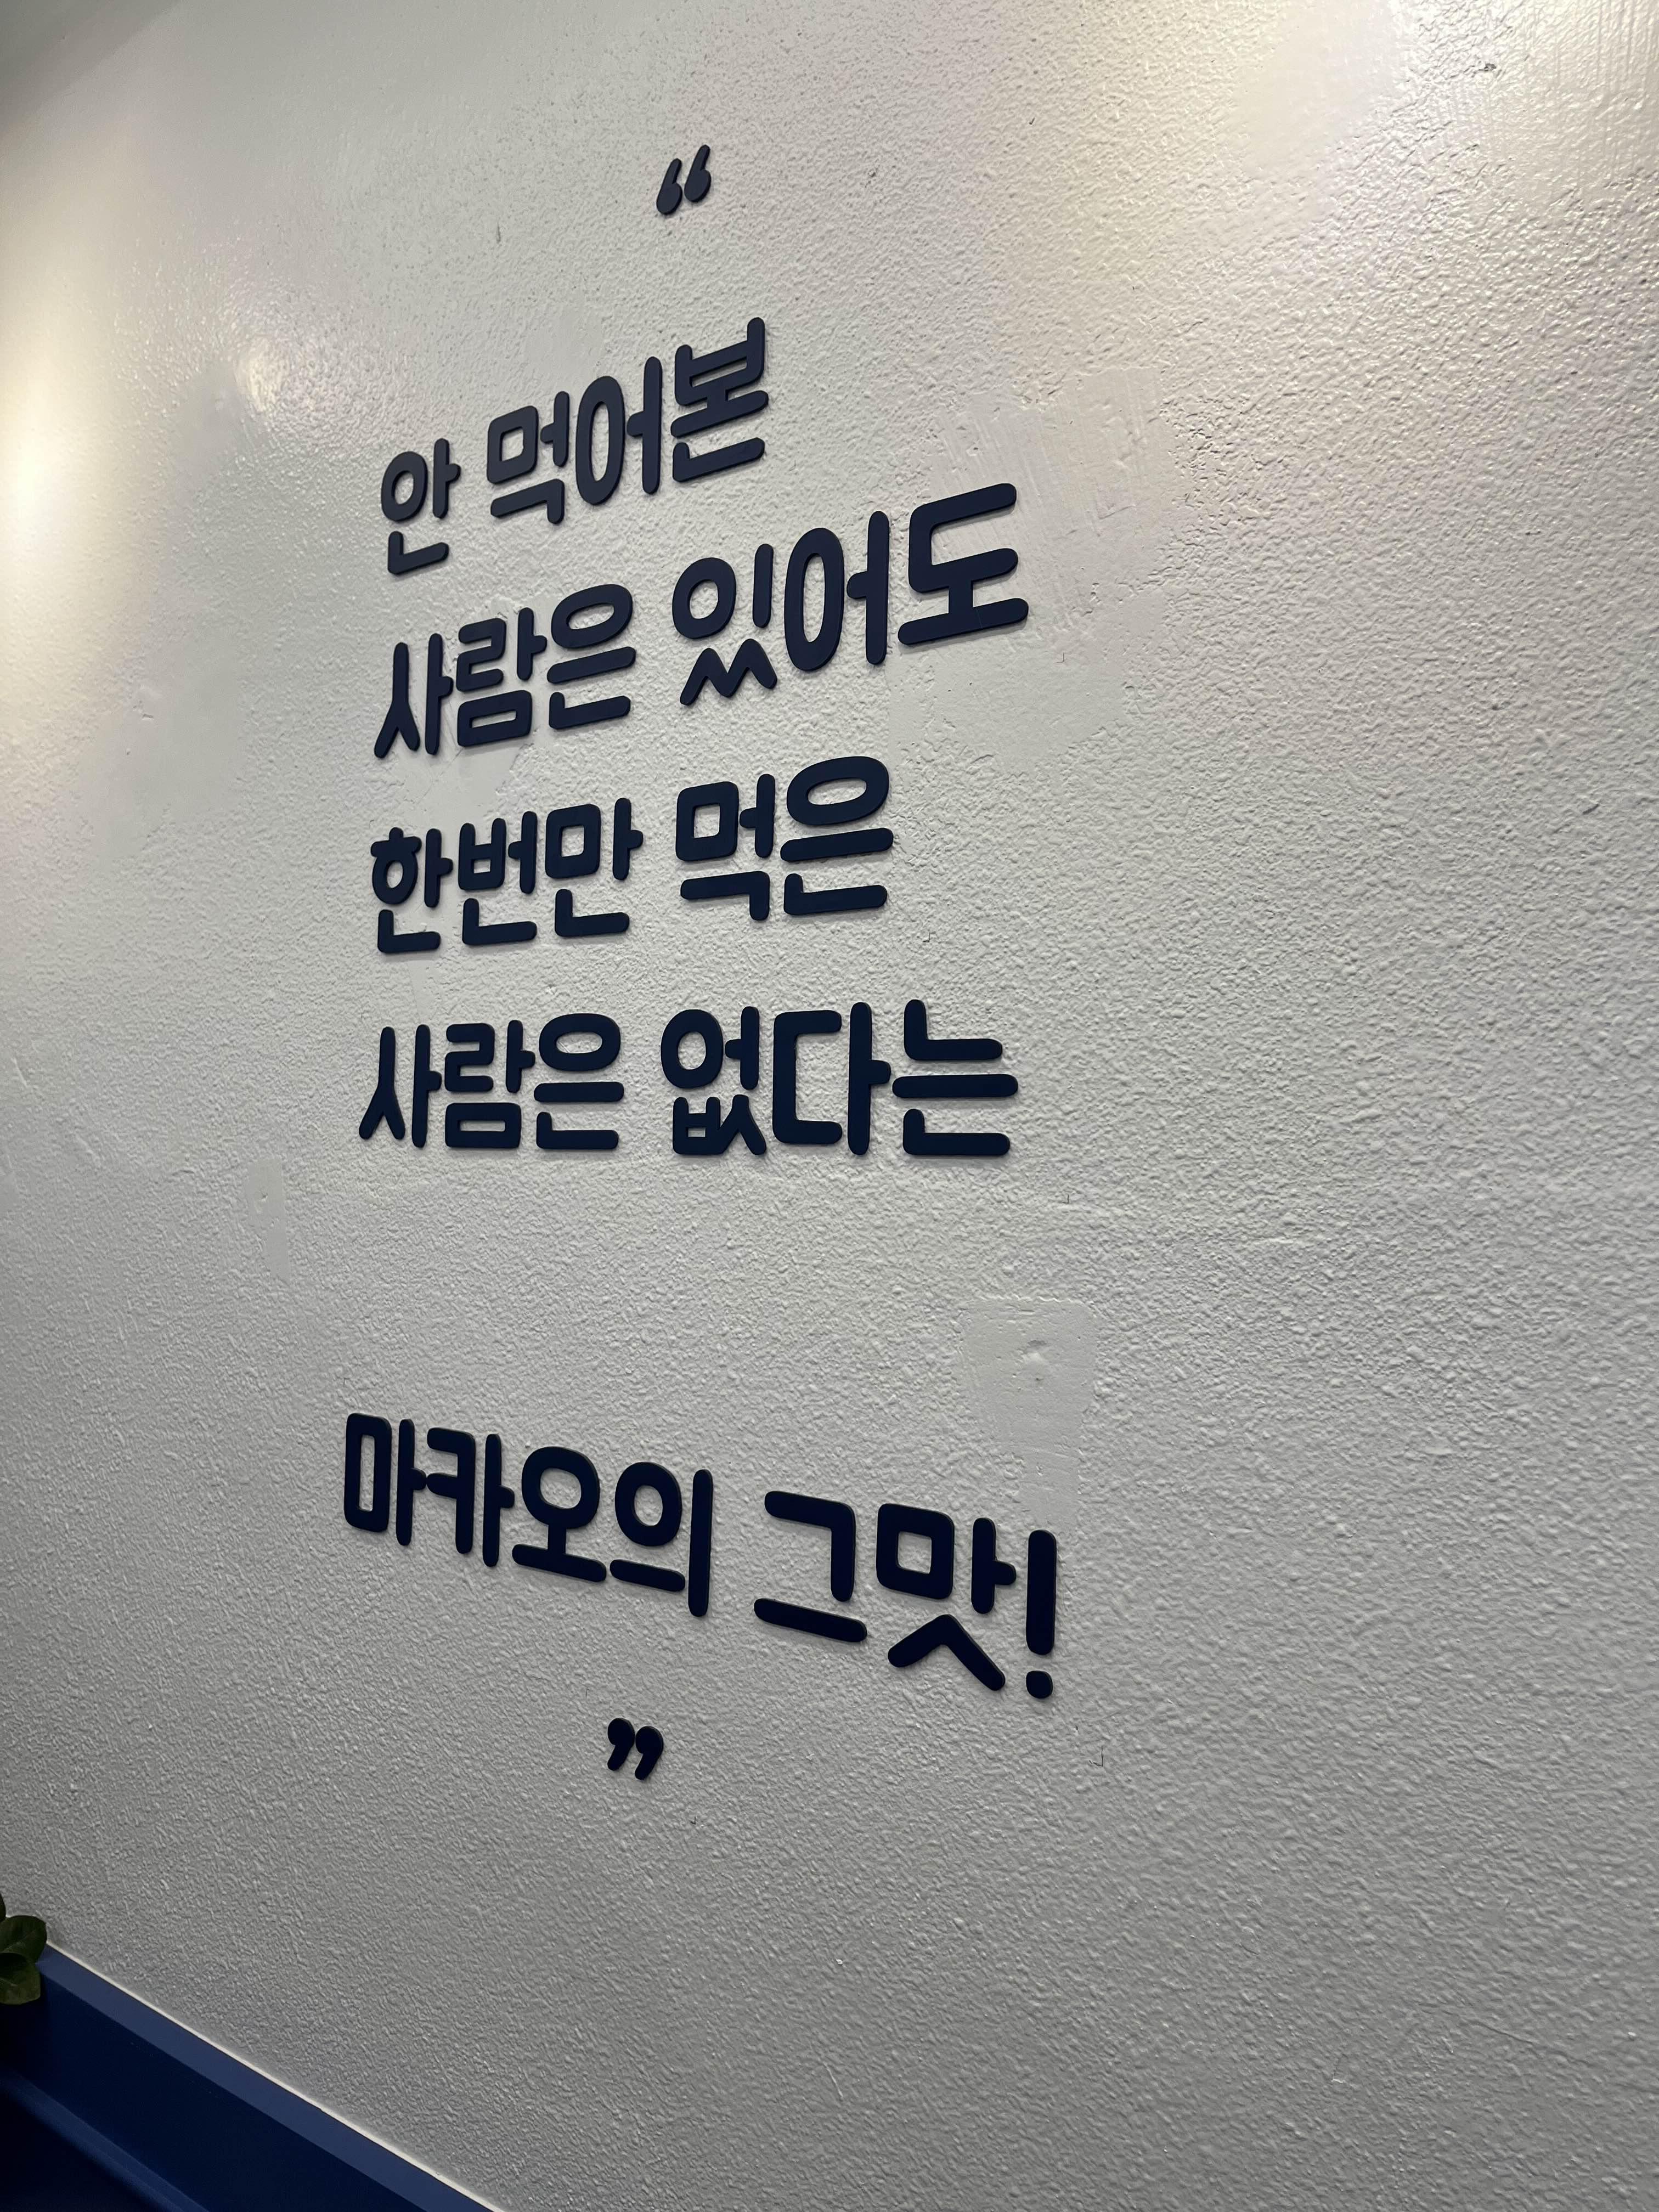 “
안 먹어본
사람은 있어도
한번만 먹은
사람은 없다는
마카오의 그맛!
”